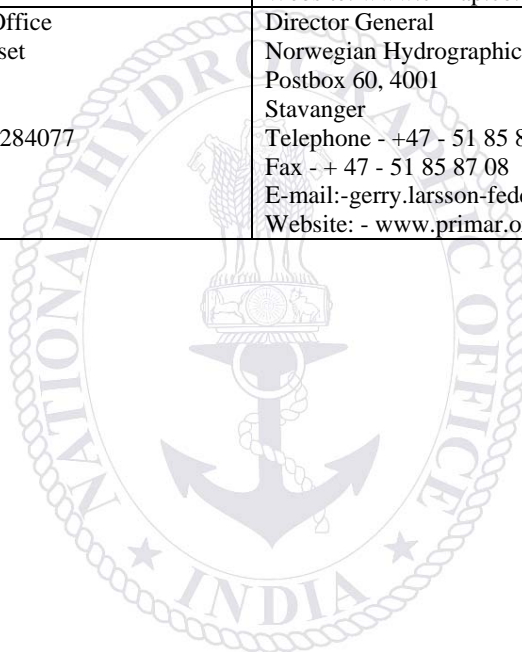 Office
set
284077
Director General
Norwegian Hydrographic
Postbox 60, 4001
Stavanger
Telephone - +47 - 51 85 8
Fax - + 47 - 51 85 87 08
E-mail:-gerry.larsson-fed
Website: - www.primar.o
NATIONAL HYDROGRAPHIC OFFICE
★ INDIA ★